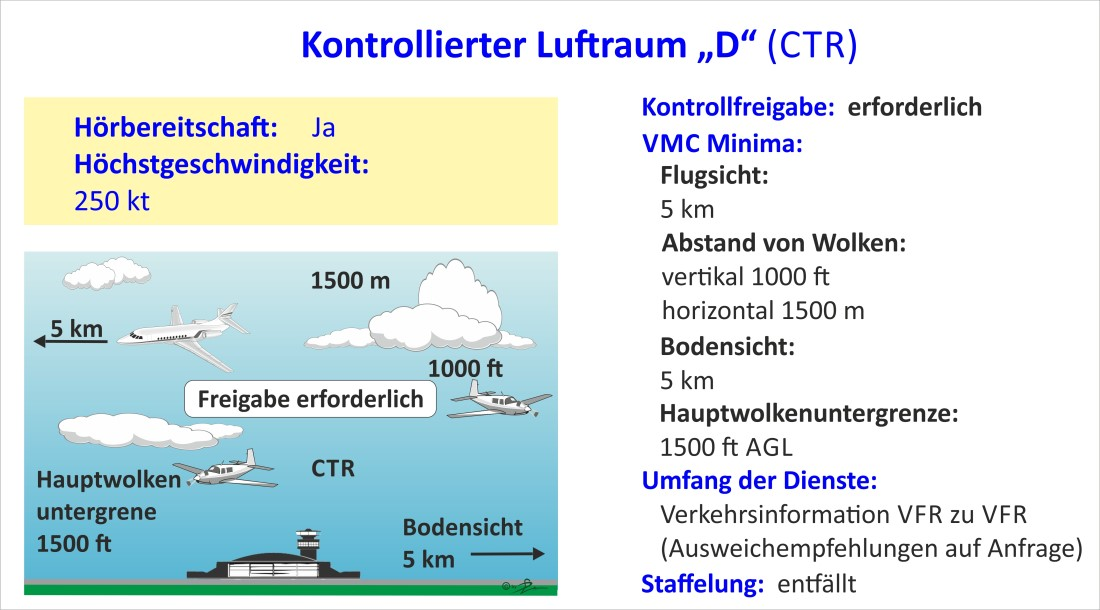 Kontrollierter Luftraum „D“ (CTR)
Hörbereitschaft: Ja
Höchstgeschwindigkeit:
250 kt
1500 m
5 km
1000 ft
Freigabe erforderlich
CTR
Hauptwolken
untergrene
1500 ft
Bodensicht
5 km
Kontrollfreigabe: erforderlich
VMC Minima:
Flugsicht:
5 km
Abstand von Wolken:
vertikal 1000 ft
horizontal 1500 m
Bodensicht:
5 km
Hauptwolkenuntergrenze:
1500 ft AGL
Umfang der Dienste:
Verkehrsinformation VFR zu VFR
(Ausweichempfehlungen auf Anfrage)
Staffelung: entfällt